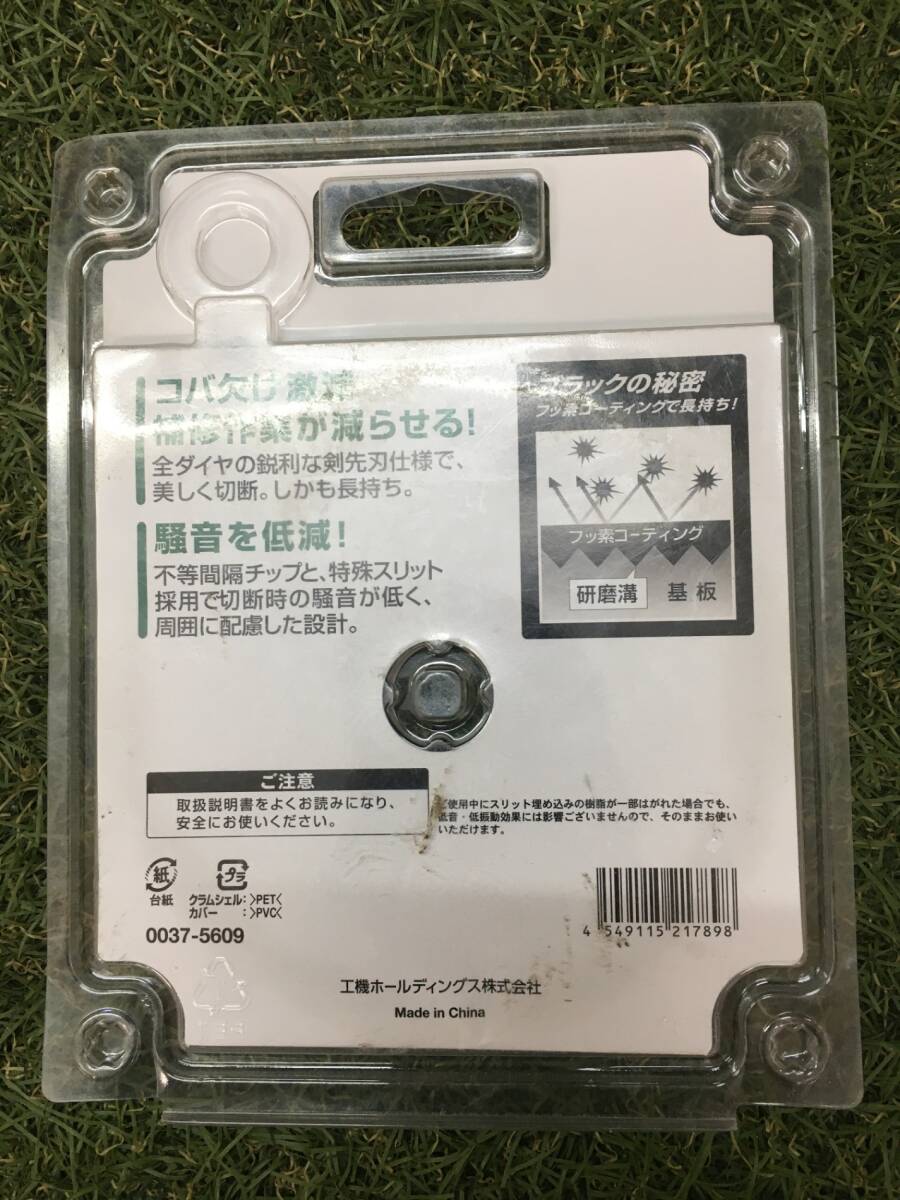 コバ欠け激減
補修作業が減らせる!
全ダイヤの鋭利な剣先刃仕様で、
美しく切断。しかも長持ち。
騒音を低減!
不等間隔チップと、特殊スリット
採用で切断時の騒音が低く、
周囲に配慮した設計。
ブラックの秘密
フッ素コーティングで長持ち!
フッ素コーティング
研磨溝
基板
ご注意
取扱説明書をよくお読みになり、
安全にお使いください。
ご使用中にスリット埋め込みの樹脂が一部はがれた場合でも、
低音・低振動効果には影響ございませんので、そのままお使い
いただけます。
紙
台紙
プラ
クラムシェル:>PET<
カバー :>PVC<
0037-5609
4 549115 217898
工機ホールディングス株式会社
Made in China